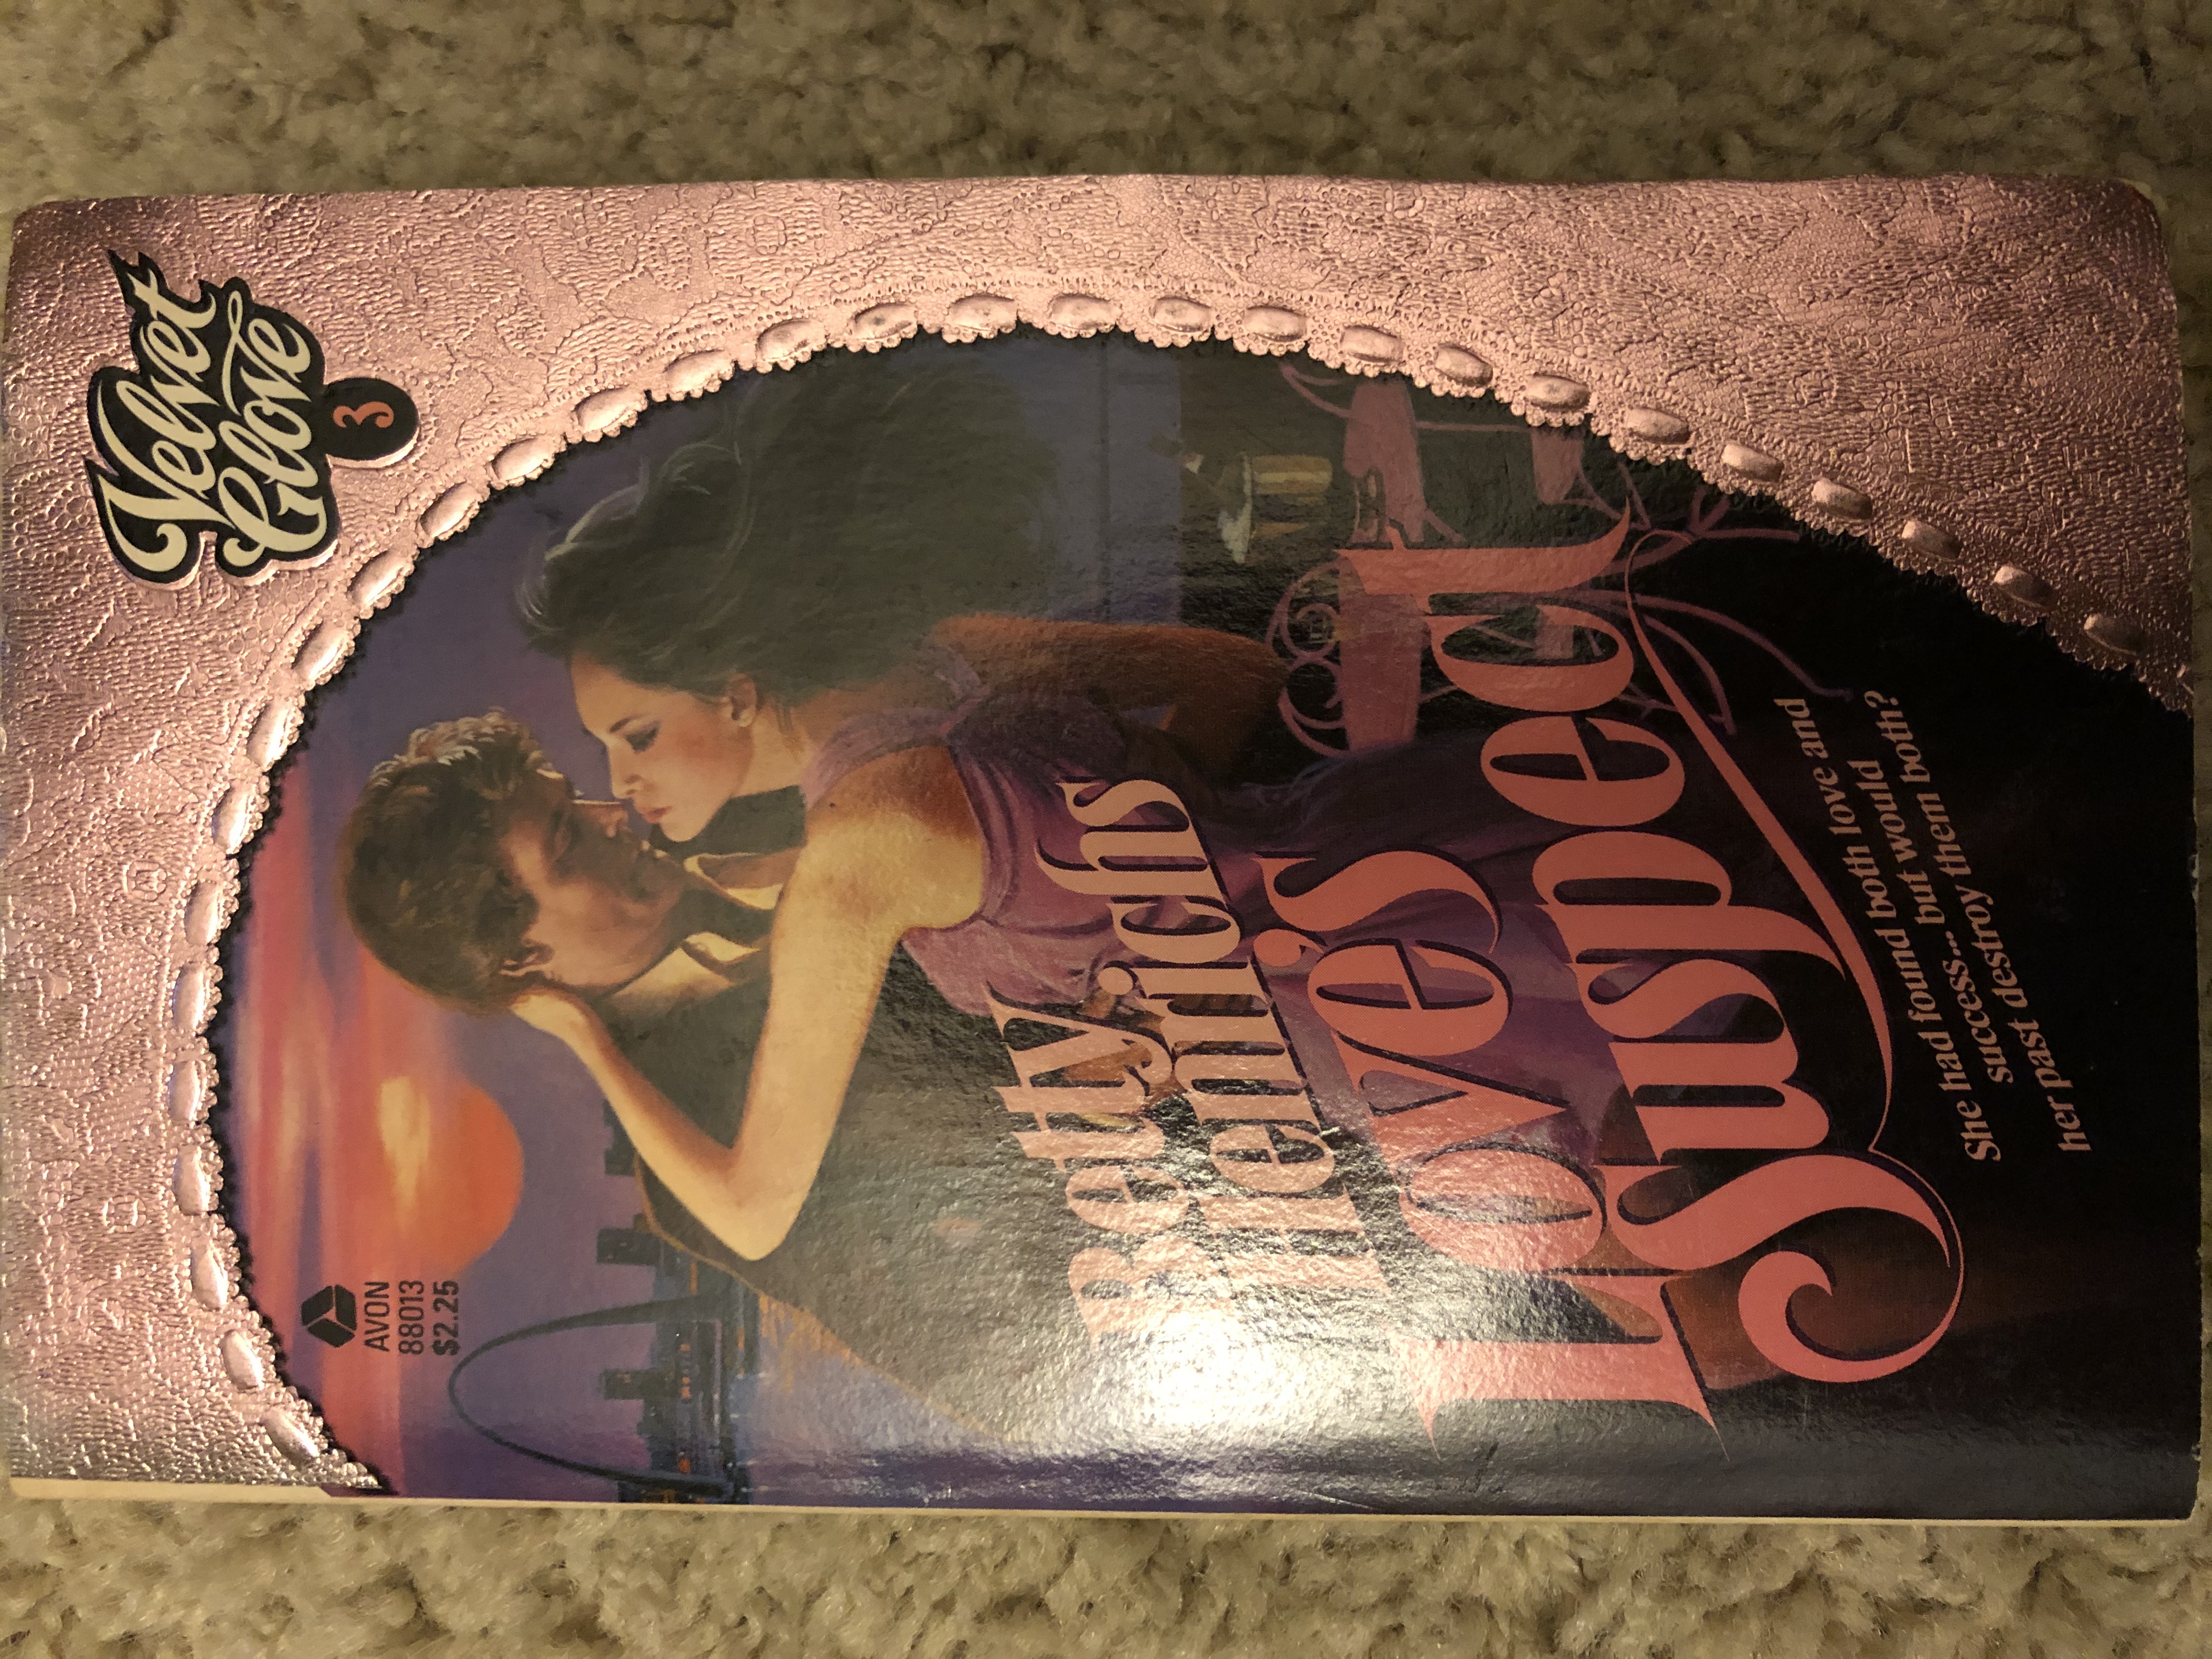 Velvet
Glove
3
AVON
88013
$2.25
Betty
Henrichs
Love's
Suspect
She had found both love and
success... but would
her past destroy them both?